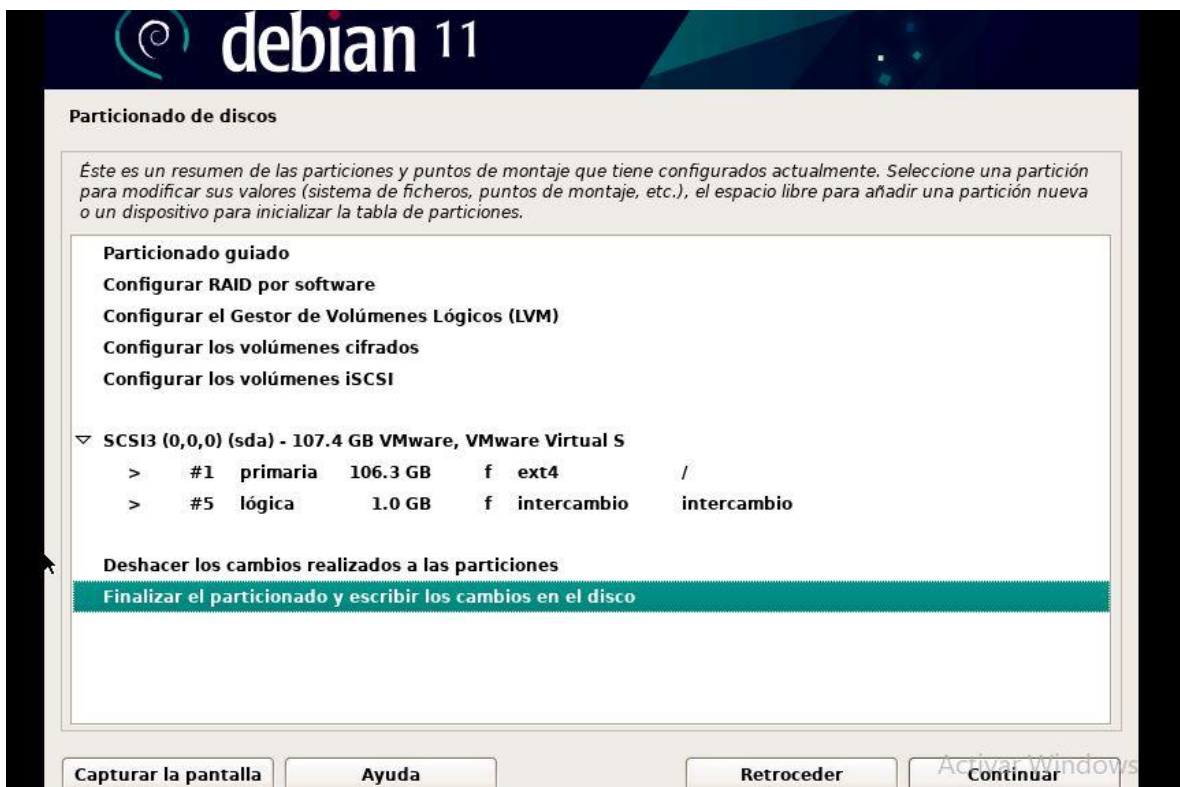 debian 11
Particionado de discos
Éste es un resumen de las particiones y puntos de montaje que tiene configurados actualmente. Seleccione una partición
para modificar sus valores (sistema de ficheros, puntos de montaje, etc.), el espacio libre para añadir una partición nueva
o un dispositivo para inicializar la tabla de particiones.
Particionado guiado
Configurar RAID por software
Configurar el Gestor de Volúmenes Lógicos (LVM)
Configurar los volúmenes cifrados
Configurar los volúmenes iSCSI
SCSI3 (0,0,0) (sda) - 107.4 GB VMware, VMware Virtual S
> #1 primaria 106.3 GB f ext4 /
> #5 lógica 1.0 GB f intercambio intercambio
Deshacer los cambios realizados a las particiones
Finalizar el particionado y escribir los cambios en el disco
Capturar la pantalla Ayuda Retroceder Continuar
Activar Windows